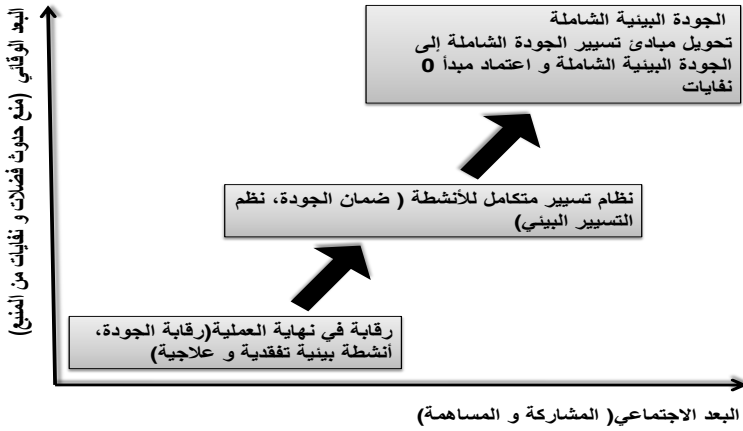 الجودة البيئية الشاملة
تحويل مبادئ تسيير الجودة الشاملة إلى
الجودة البيئية الشاملة و اعتماد مبدأ 0
نفايات
نظام تسيير متكامل للأنشطة ( ضمان الجودة، نظم
التسيير البيئي)
رقابة في نهاية العملية(رقابة الجودة،
أنشطة بيئية تفقدية و علاجية)
البعد الوقائي (منع حدوث فضلات و نفايات من المنبع)
البعد الاجتماعي( المشاركة و المساهمة)